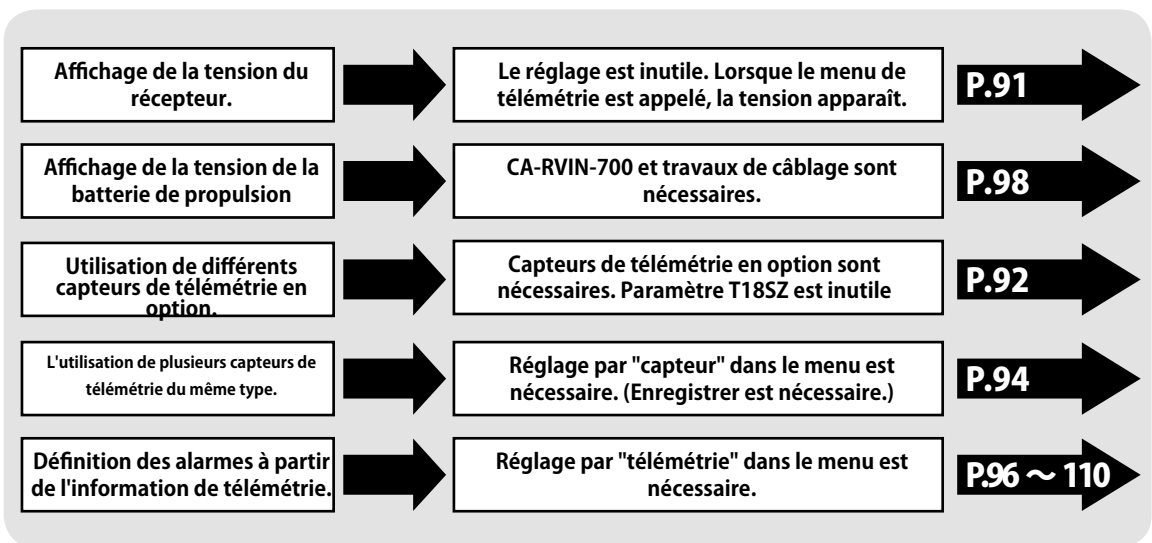 Affichage de la tension du
récepteur.
Le réglage est inutile. Lorsque le menu de
télémétrie est appelé, la tension apparaît.
P.91
Affichage de la tension de la
batterie de propulsion
CA-RVIN-700 et travaux de câblage sont
nécessaires.
P.98
Utilisation de différents
capteurs de télémétrie en
option.
Capteurs de télémétrie en option sont
nécessaires. Paramètre T18SZ est inutile
P.92
L'utilisation de plusieurs capteurs de
télémétrie du même type.
Réglage par "capteur" dans le menu est
nécessaire. (Enregistrer est nécessaire.)
P.94
Définition des alarmes à partir
de l'information de télémétrie.
Réglage par "télémétrie" dans le menu est
nécessaire.
P.96 ～ 110